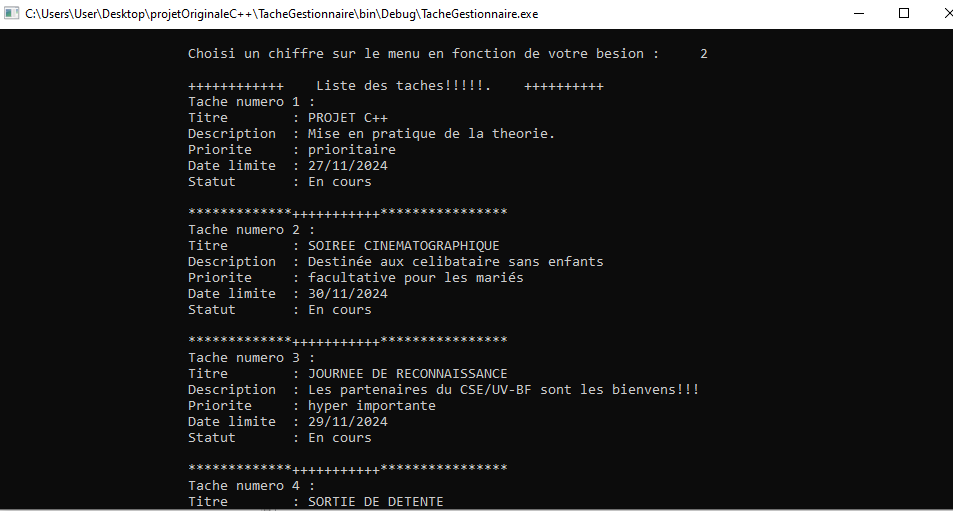 C:\Users\User\Desktop\projetOriginaleC++\TacheGestionnaire\bin\Debug\TacheGestionnaire.exe
Choisi un chiffre sur le menu en fonction de votre besion :     2
++++++++++++    Liste des taches!!!!!.    ++++++++++
Tache numero 1 :
Titre        : PROJET C++
Description  : Mise en pratique de la theorie.
Priorite     : prioritaire
Date limite  : 27/11/2024
Statut       : En cours
*************+++++++++++****************
Tache numero 2 :
Titre        : SOIREE CINEMATOGRAPHIQUE
Description  : Destinée aux celibataire sans enfants
Priorite     : facultative pour les mariés
Date limite  : 30/11/2024
Statut       : En cours
*************+++++++++++****************
Tache numero 3 :
Titre        : JOURNEE DE RECONNAISSANCE
Description  : Les partenaires du CSE/UV-BF sont les bienvens!!!
Priorite     : hyper importante
Date limite  : 29/11/2024
Statut       : En cours
*************+++++++++++****************
Tache numero 4 :
Titre        : SORTIE DE DETENTE